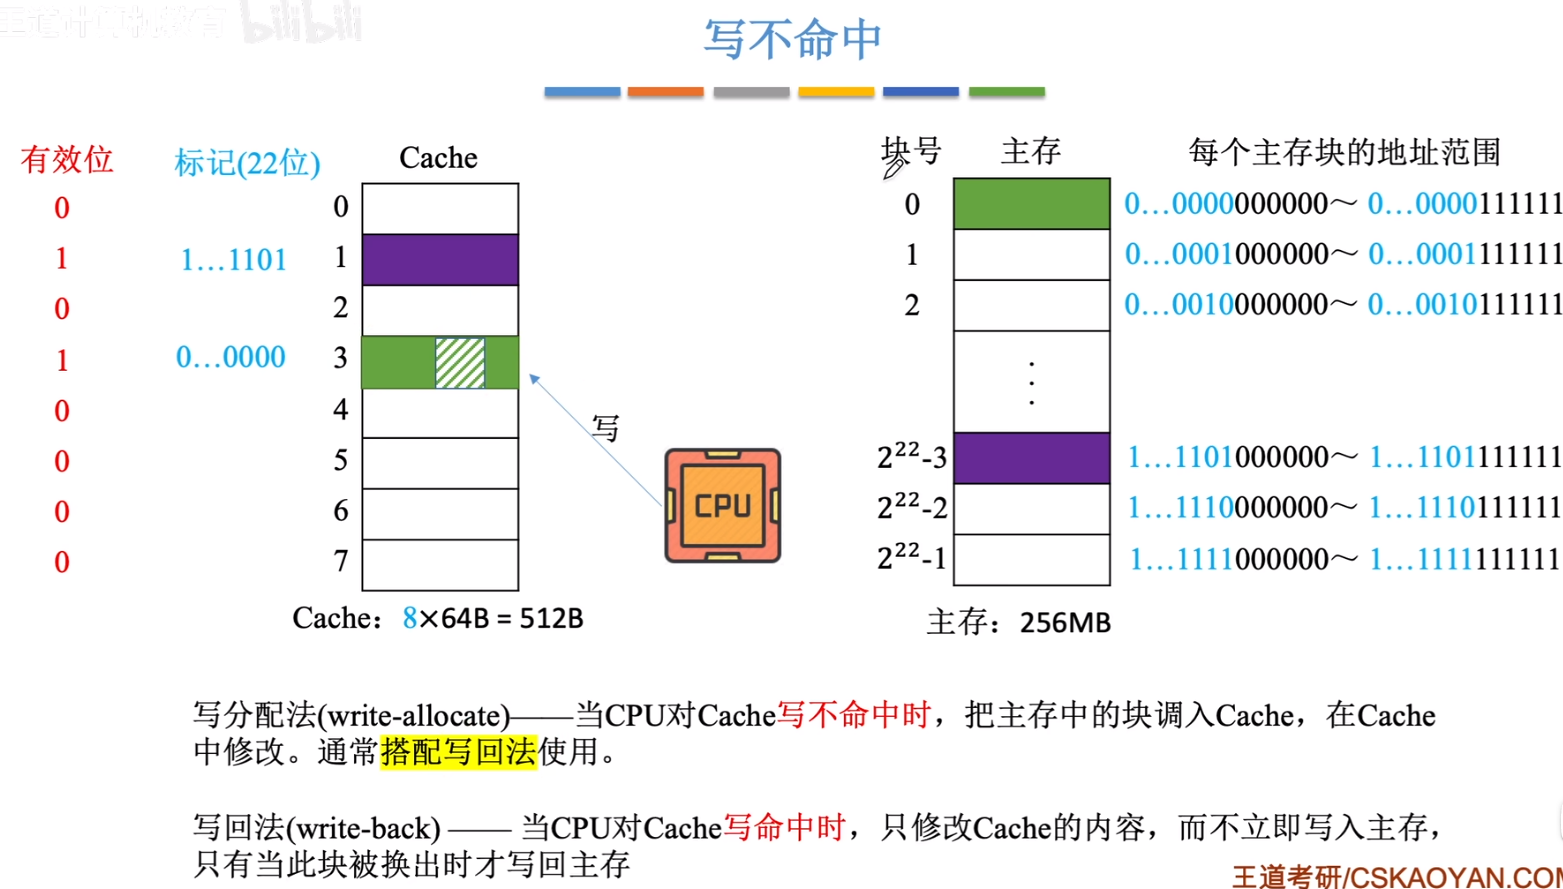 王道计算机教育 bilibili
写不命中
有效位 标记(22位) Cache 块号 主存 每个主存块的地址范围
0 0 0 0…0000000000～ 0…0000111111
1 1…1101 1 1 0…0001000000～ 0…0001111111
0 2 2 0…0010000000～ 0…0010111111
1 0…0000 3
0 4
写
0 5 2²²-3 1…1101000000～ 1…1101111111
CPU
0 6 2²²-2 1…1110000000～ 1…1110111111
0 7 2²²-1 1…1111000000～ 1…1111111111
Cache：8×64B = 512B 主存：256MB
写分配法(write-allocate)——当CPU对Cache写不命中时，把主存中的块调入Cache，在Cache
中修改。通常搭配写回法使用。
写回法(write-back) —— 当CPU对Cache写命中时，只修改Cache的内容，而不立即写入主存，
只有当此块被换出时才写回主存
王道考研/CSKAOYAN.COM